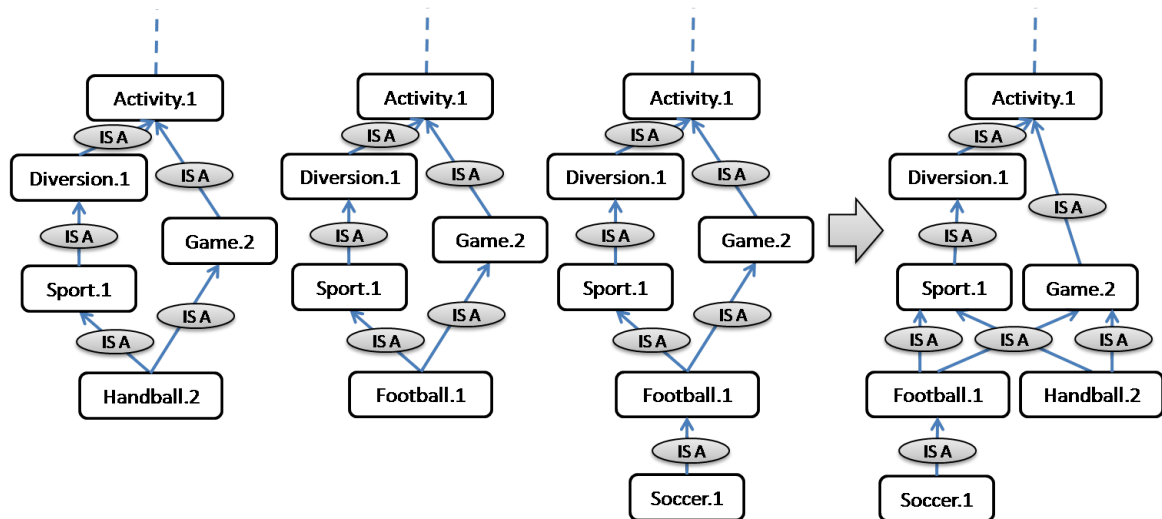 Activity.1
IS A
Diversion.1
IS A
IS A
Game.2
Sport.1
IS A
IS A
Handball.2
Activity.1
IS A
Diversion.1
IS A
IS A
Game.2
Sport.1
IS A
IS A
Football.1
Activity.1
IS A
Diversion.1
IS A
IS A
Game.2
Sport.1
IS A
IS A
Football.1
IS A
Soccer.1
Activity.1
IS A
Diversion.1
IS A
IS A
Sport.1
Game.2
IS A
IS A
IS A
Football.1
Handball.2
IS A
Soccer.1